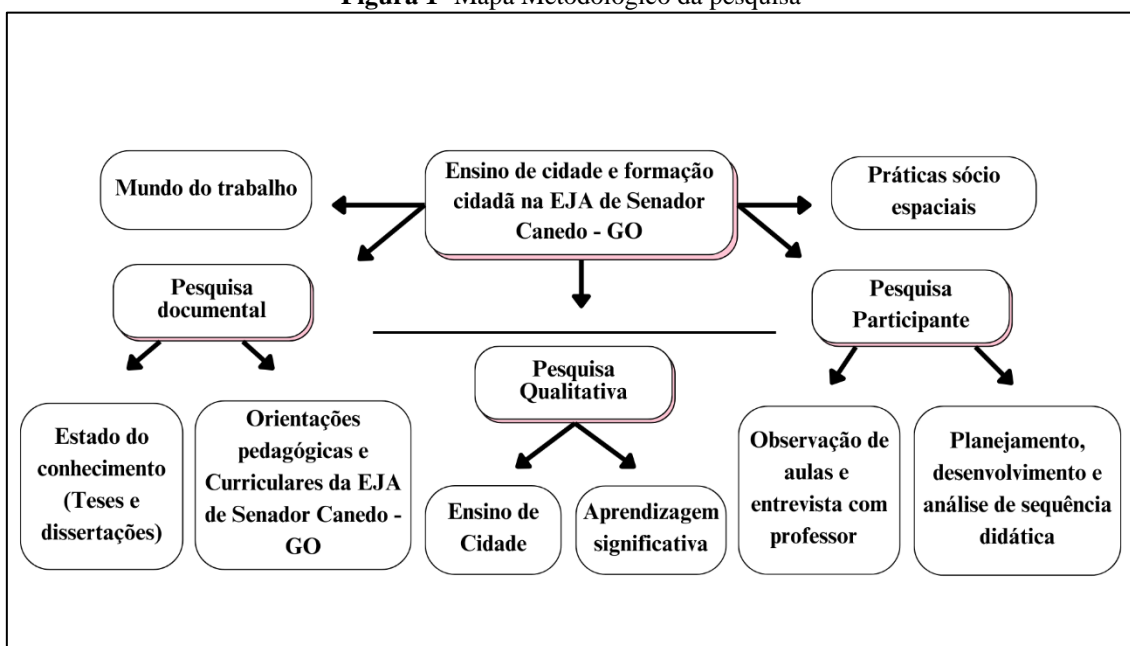 Figura 1- Mapa Metodológico da pesquisa
Mundo do trabalho
Ensino de cidade e formação
cidadã na EJA de Senador
Canedo - GO
Práticas sócio
espaciais
Pesquisa
documental
Pesquisa
Participante
Pesquisa
Qualitativa
Estado do
conhecimento
(Teses e
dissertações)
Orientações
pedagógicas e
Curriculares da EJA
de Senador Canedo -
GO
Ensino de
Cidade
Aprendizagem
significativa
Observação de
aulas e
entrevista com
professor
Planejamento,
desenvolvimento e
análise de sequência
didática